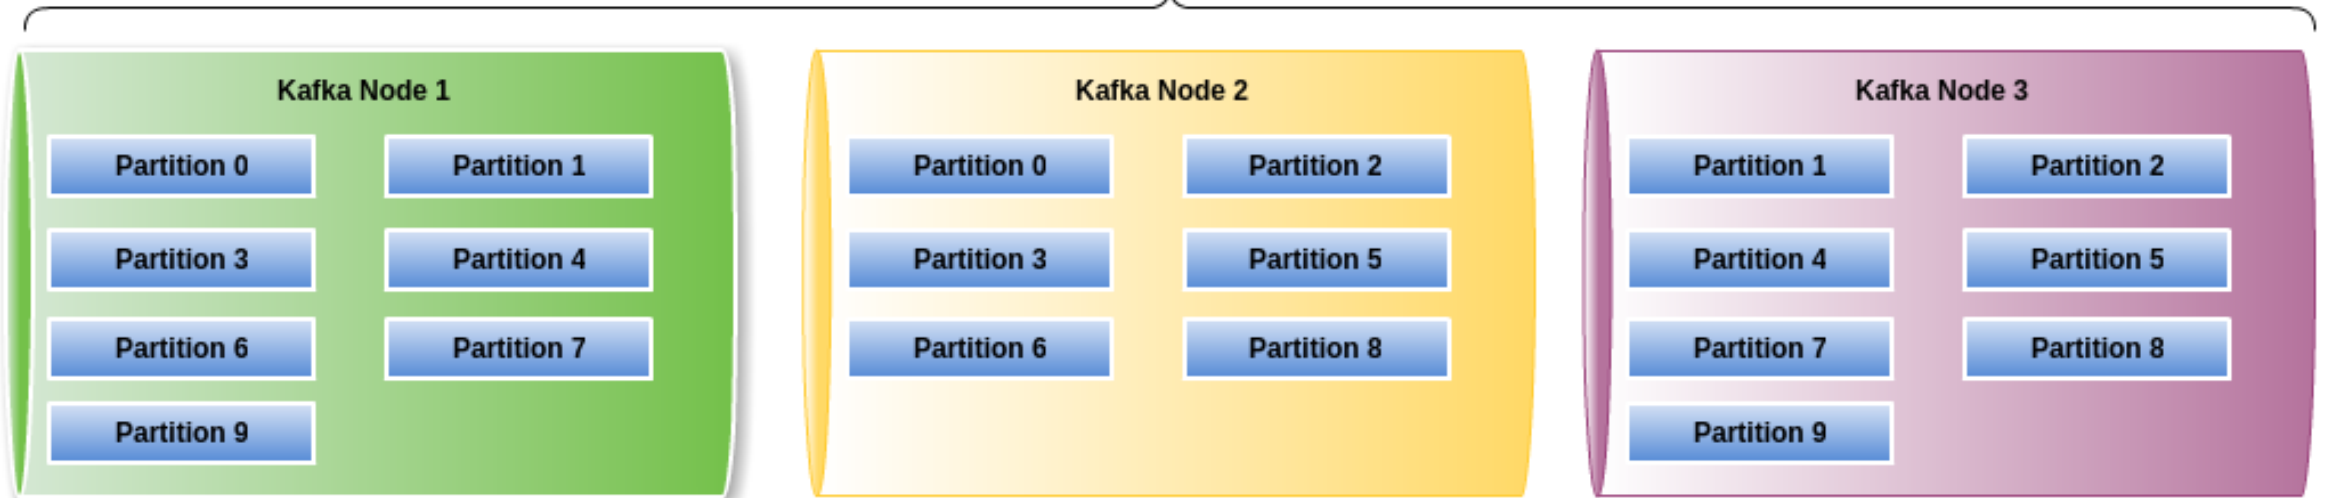 Kafka Node 1
Partition 0
Partition 1
Partition 3
Partition 4
Partition 6
Partition 7
Partition 9
Kafka Node 2
Partition 0
Partition 2
Partition 3
Partition 5
Partition 6
Partition 8
Kafka Node 3
Partition 1
Partition 2
Partition 4
Partition 5
Partition 7
Partition 8
Partition 9